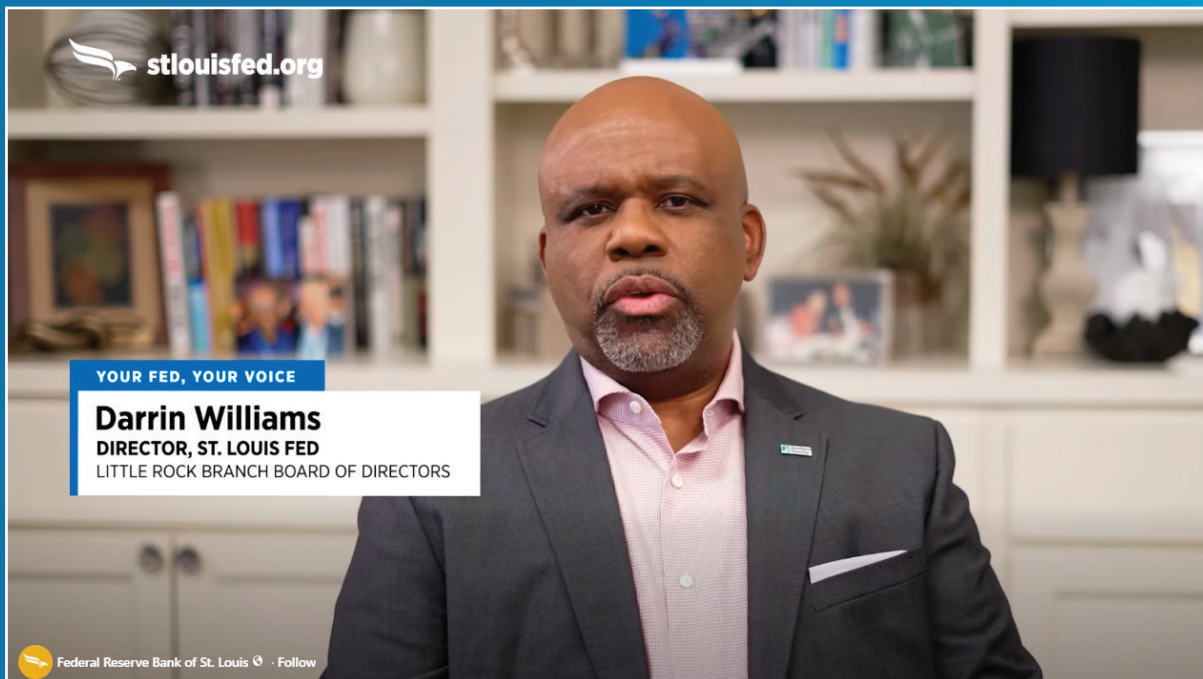 stlouisfed.org
YOUR FED, YOUR VOICE
Darrin Williams
DIRECTOR, ST. LOUIS FED
LITTLE ROCK BRANCH BOARD OF DIRECTORS
Federal Reserve Bank of St. Louis · Follow